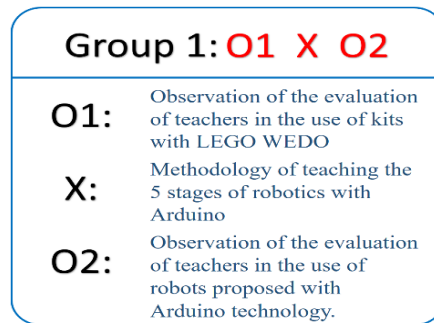 Group 1: O1 X O2
O1:
Observation of the evaluation
of teachers in the use of kits
with LEGO WEDO
X:
Methodology of teaching the
5 stages of robotics with
Arduino
O2:
Observation of the evaluation
of teachers in the use of
robots proposed with
Arduino technology.